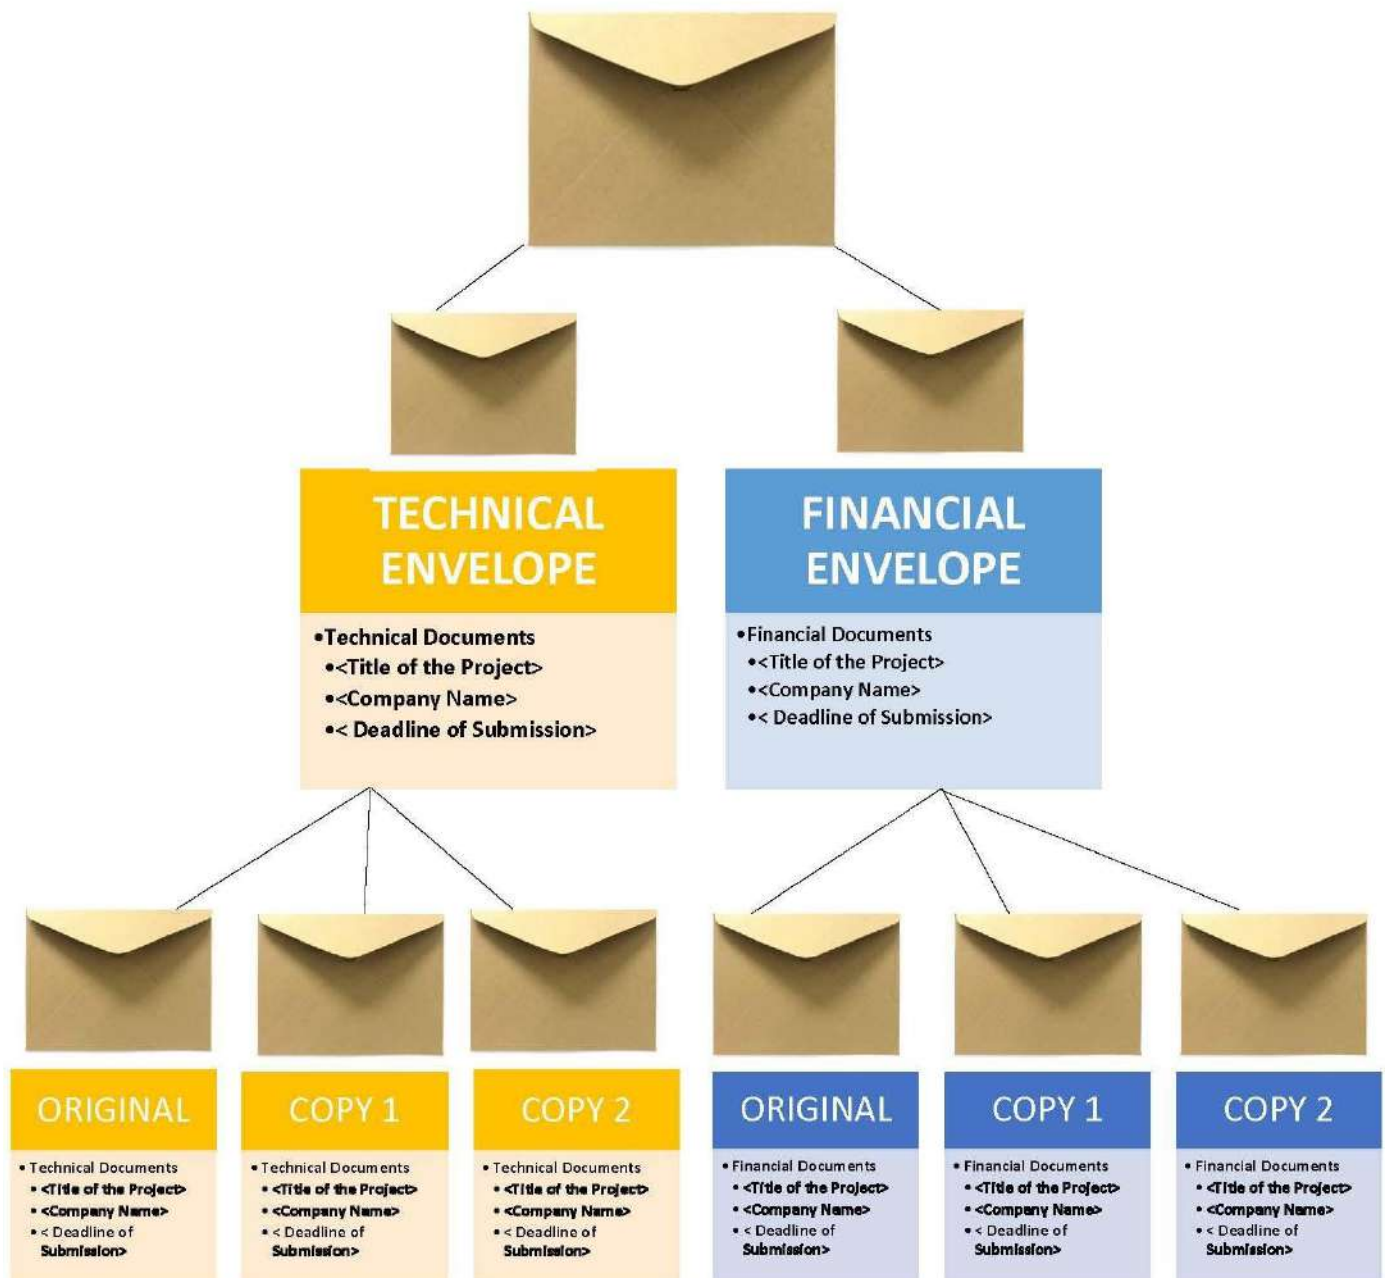 TECHNICAL
ENVELOPE
•Technical Documents
•<Title of the Project>
•<Company Name>
•< Deadline of Submission>
FINANCIAL
ENVELOPE
•Financial Documents
•<Title of the Project>
•<Company Name>
•< Deadline of Submission>
ORIGINAL
• Technical Documents
• <Title of the Project>
• <Company Name>
• < Deadline of
Submission>
COPY 1
• Technical Documents
• <Title of the Project>
• <Company Name>
• < Deadline of
Submission>
COPY 2
• Technical Documents
• <Title of the Project>
• <Company Name>
• < Deadline of
Submission>
ORIGINAL
• Financial Documents
• <Title of the Project>
• <Company Name>
• < Deadline of
Submission>
COPY 1
• Financial Documents
• <Title of the Project>
• <Company Name>
• < Deadline of
Submission>
COPY 2
• Financial Documents
• <Title of the Project>
• <Company Name>
• < Deadline of
Submission>